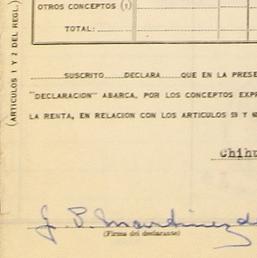 OTROS CONCEPTOS (1)
TOTAL:
(ARTICULOS 1 Y 2 DEL REGL.)
SUSCRITO DECLARA QUE EN LA PRESE
"DECLARACION" ABARCA, POR LOS CONCEPTOS EXPR
LA RENTA, EN RELACION CON LOS ARTICULOS 59 Y
Chihu
J. P. Martinez d
(Firma del declarante)